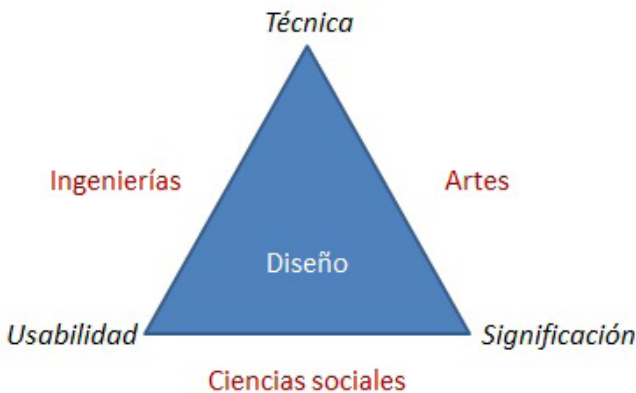 Técnica
Ingenierías
Artes
Diseño
Usabilidad
Significación
Ciencias sociales